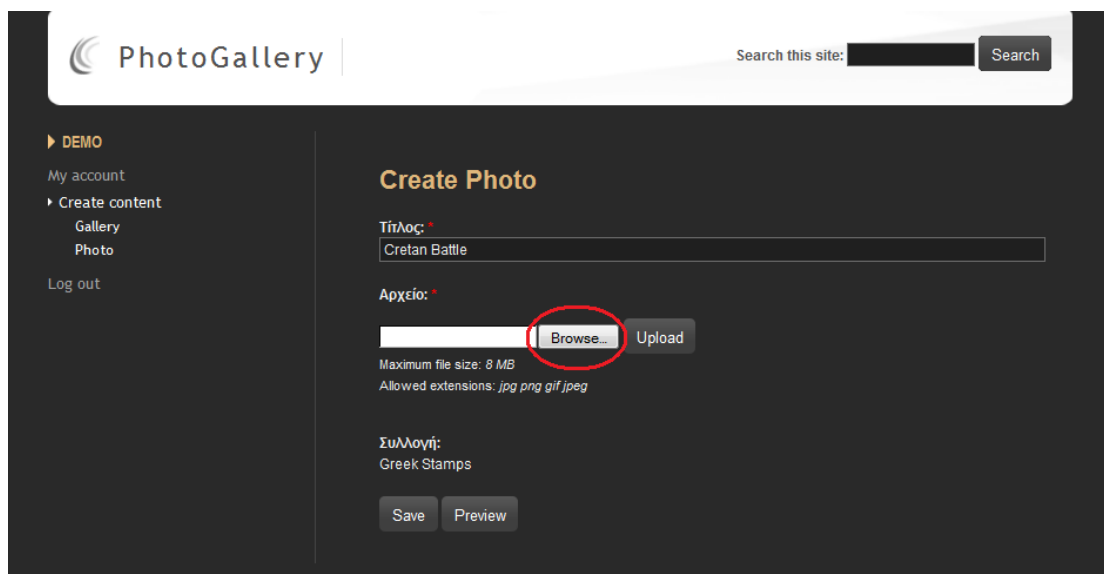 PhotoGallery
Search this site:
Search
DEMO
My account
Create content
Gallery
Photo
Log out
Create Photo
Τίτλος: *
Cretan Battle
Αρχείο: *
Browse...
Upload
Maximum file size: 8 MB
Allowed extensions: jpg png gif jpeg
Συλλογή:
Greek Stamps
Save
Preview